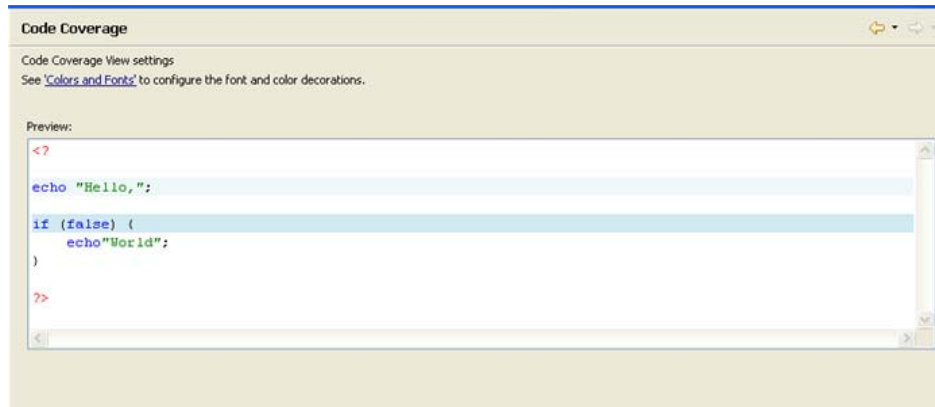 Code Coverage
Code Coverage View settings
See 'Colors and Fonts' to configure the font and color decorations.
Preview:
<?
echo "Hello,";
if (false) (
echo"World";
)
?>